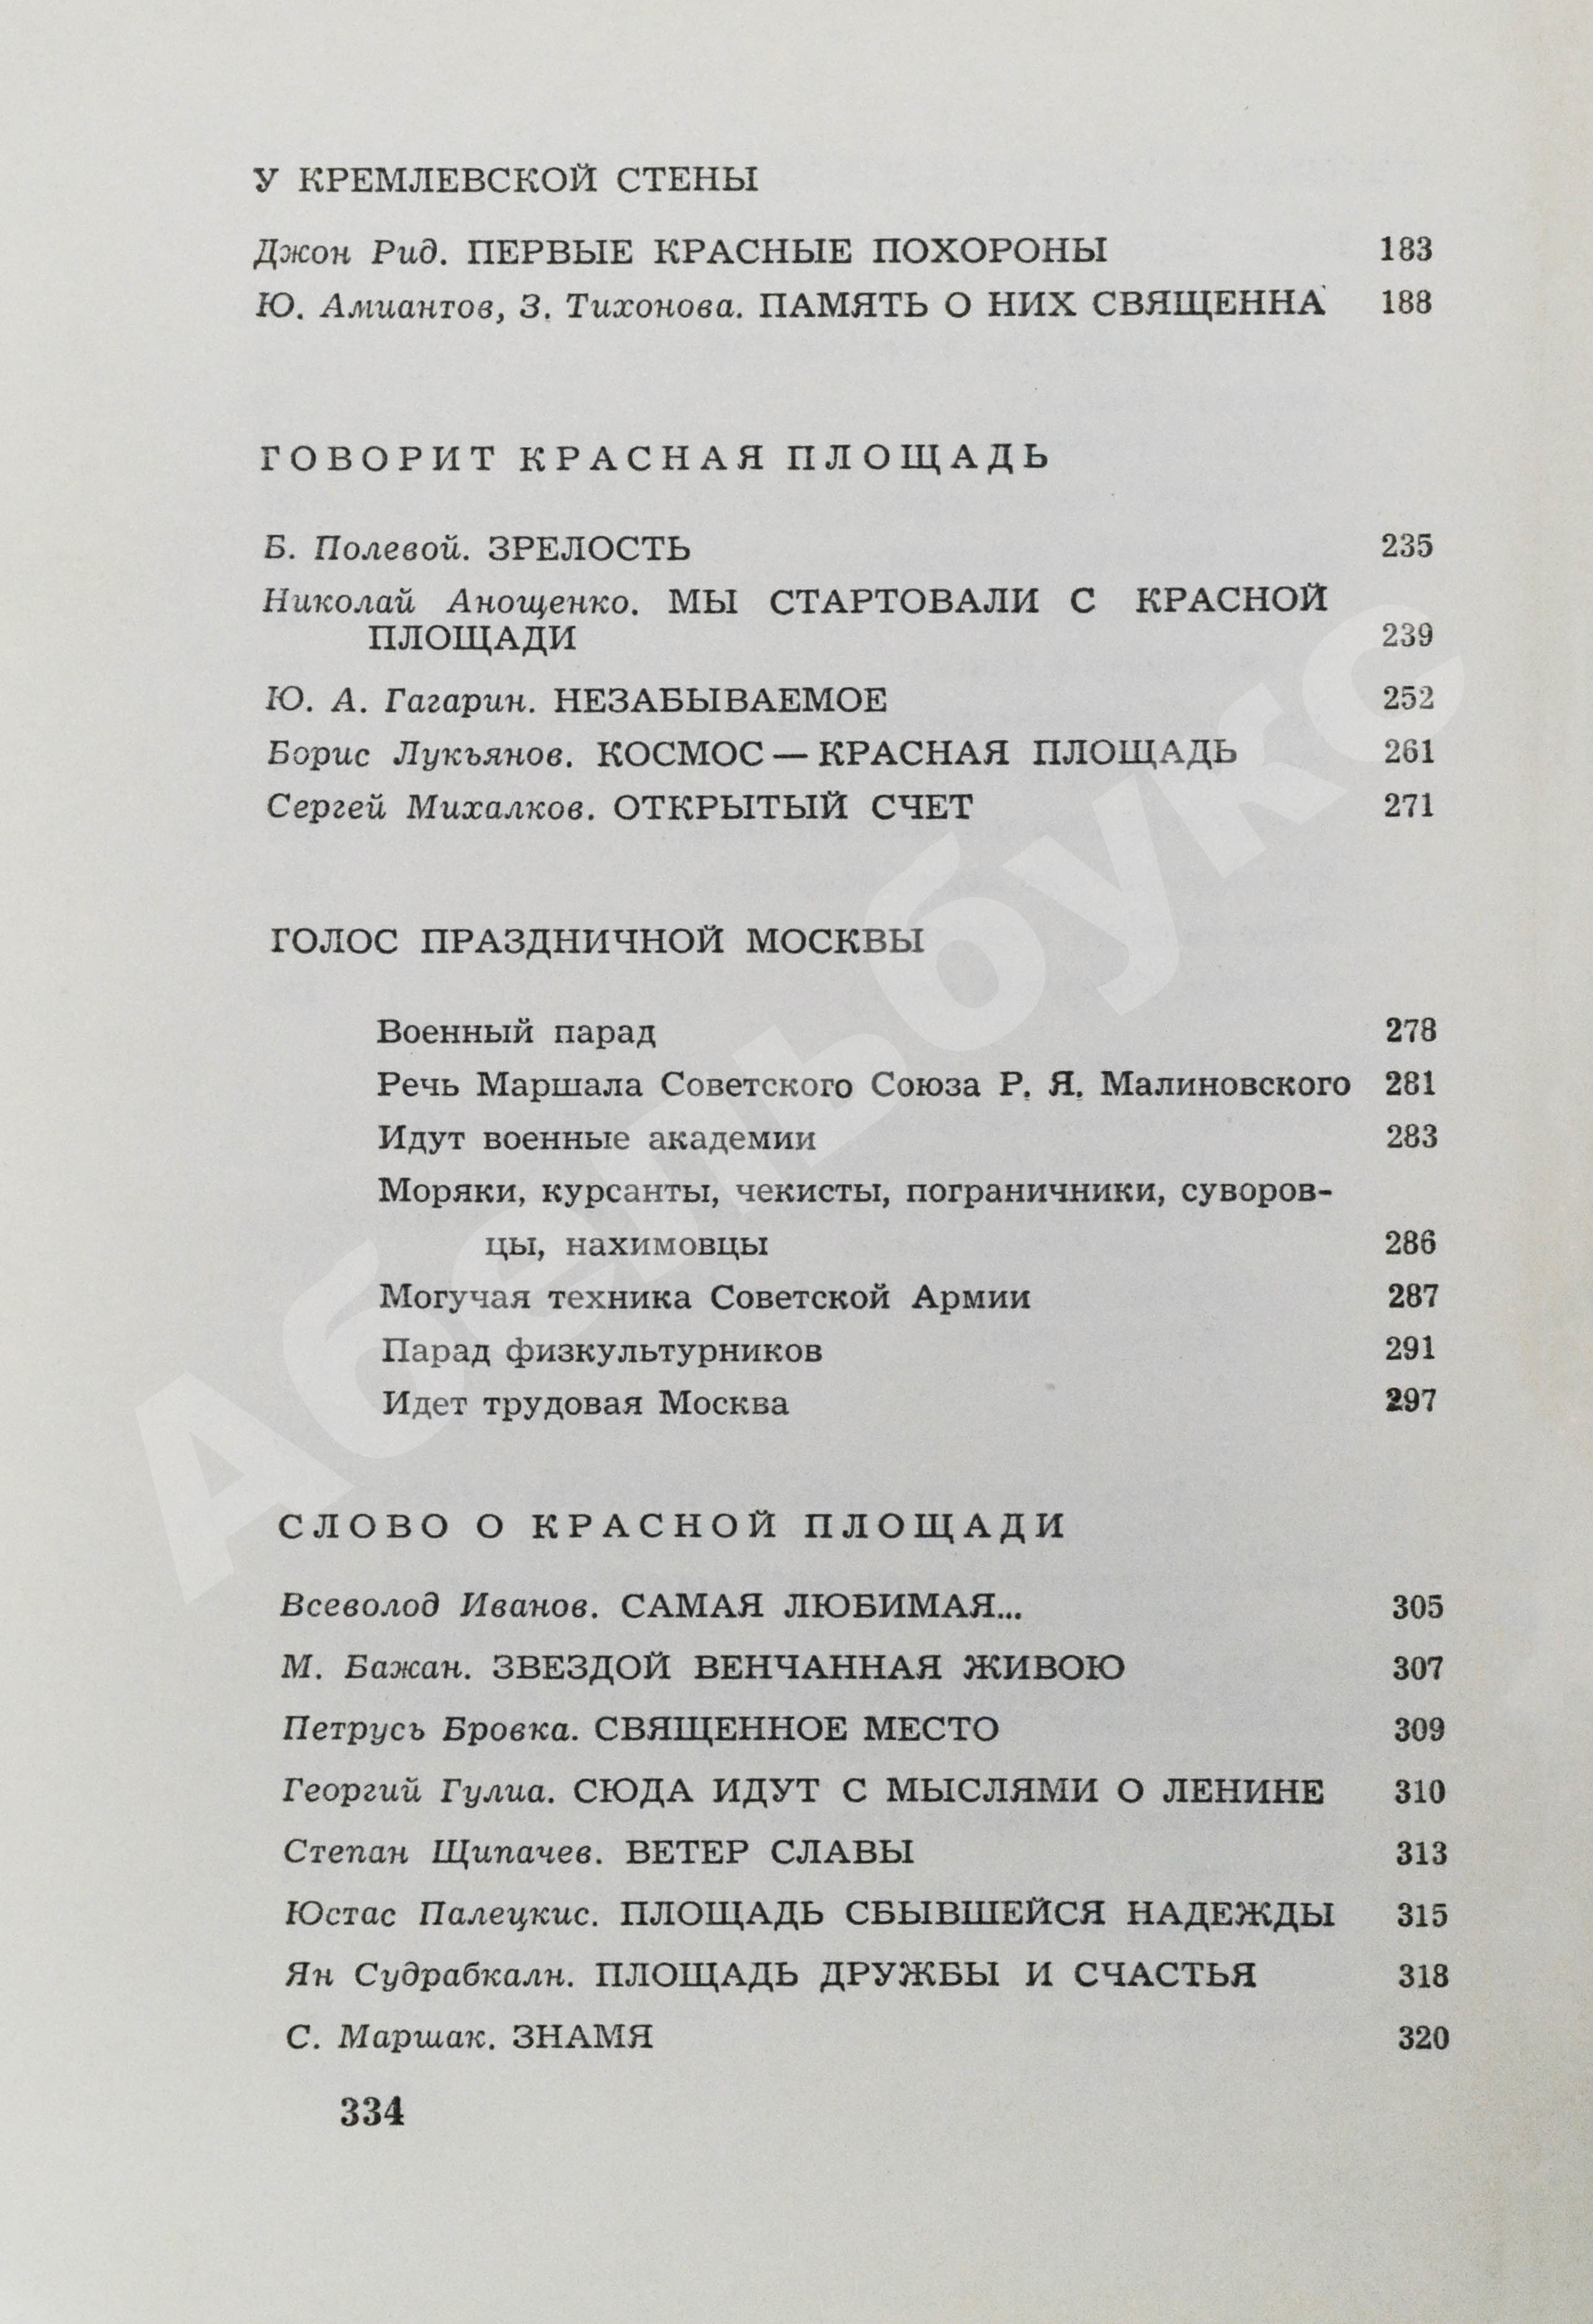 У КРЕМЛЕВСКОЙ СТЕНЫ
Джон Рид. ПЕРВЫЕ КРАСНЫЕ ПОХОРОНЫ 183
Ю. Амиантов, З. Тихонова. ПАМЯТЬ О НИХ СВЯЩЕННА 188
ГОВОРИТ КРАСНАЯ ПЛОЩАДЬ
Б. Полевой. ЗРЕЛОСТЬ 235
Николай Анощенко. МЫ СТАРТОВАЛИ С КРАСНОЙ
ПЛОЩАДИ 239
Ю. А. Гагарин. НЕЗАБЫВАЕМОЕ 252
Борис Лукьянов. КОСМОС — КРАСНАЯ ПЛОЩАДЬ 261
Сергей Михалков. ОТКРЫТЫЙ СЧЕТ 271
ГОЛОС ПРАЗДНИЧНОЙ МОСКВЫ
Военный парад 278
Речь Маршала Советского Союза Р. Я. Малиновского 281
Идут военные академии 283
Моряки, курсанты, чекисты, пограничники, суворов-
цы, нахимовцы 286
Могучая техника Советской Армии 287
Парад физкультурников 291
Идет трудовая Москва 297
СЛОВО О КРАСНОЙ ПЛОЩАДИ
Всеволод Иванов. САМАЯ ЛЮБИМАЯ... 305
М. Бажан. ЗВЕЗДОЙ ВЕНЧАННАЯ ЖИВОЮ 307
Петрусь Бровка. СВЯЩЕННОЕ МЕСТО 309
Георгий Гулиа. СЮДА ИДУТ С МЫСЛЯМИ О ЛЕНИНЕ 310
Степан Щипачев. ВЕТЕР СЛАВЫ 313
Юстас Палецкис. ПЛОЩАДЬ СБЫВШЕЙСЯ НАДЕЖДЫ 315
Ян Судрабкалн. ПЛОЩАДЬ ДРУЖБЫ И СЧАСТЬЯ 318
С. Маршак. ЗНАМЯ 320
334
Абельбукс